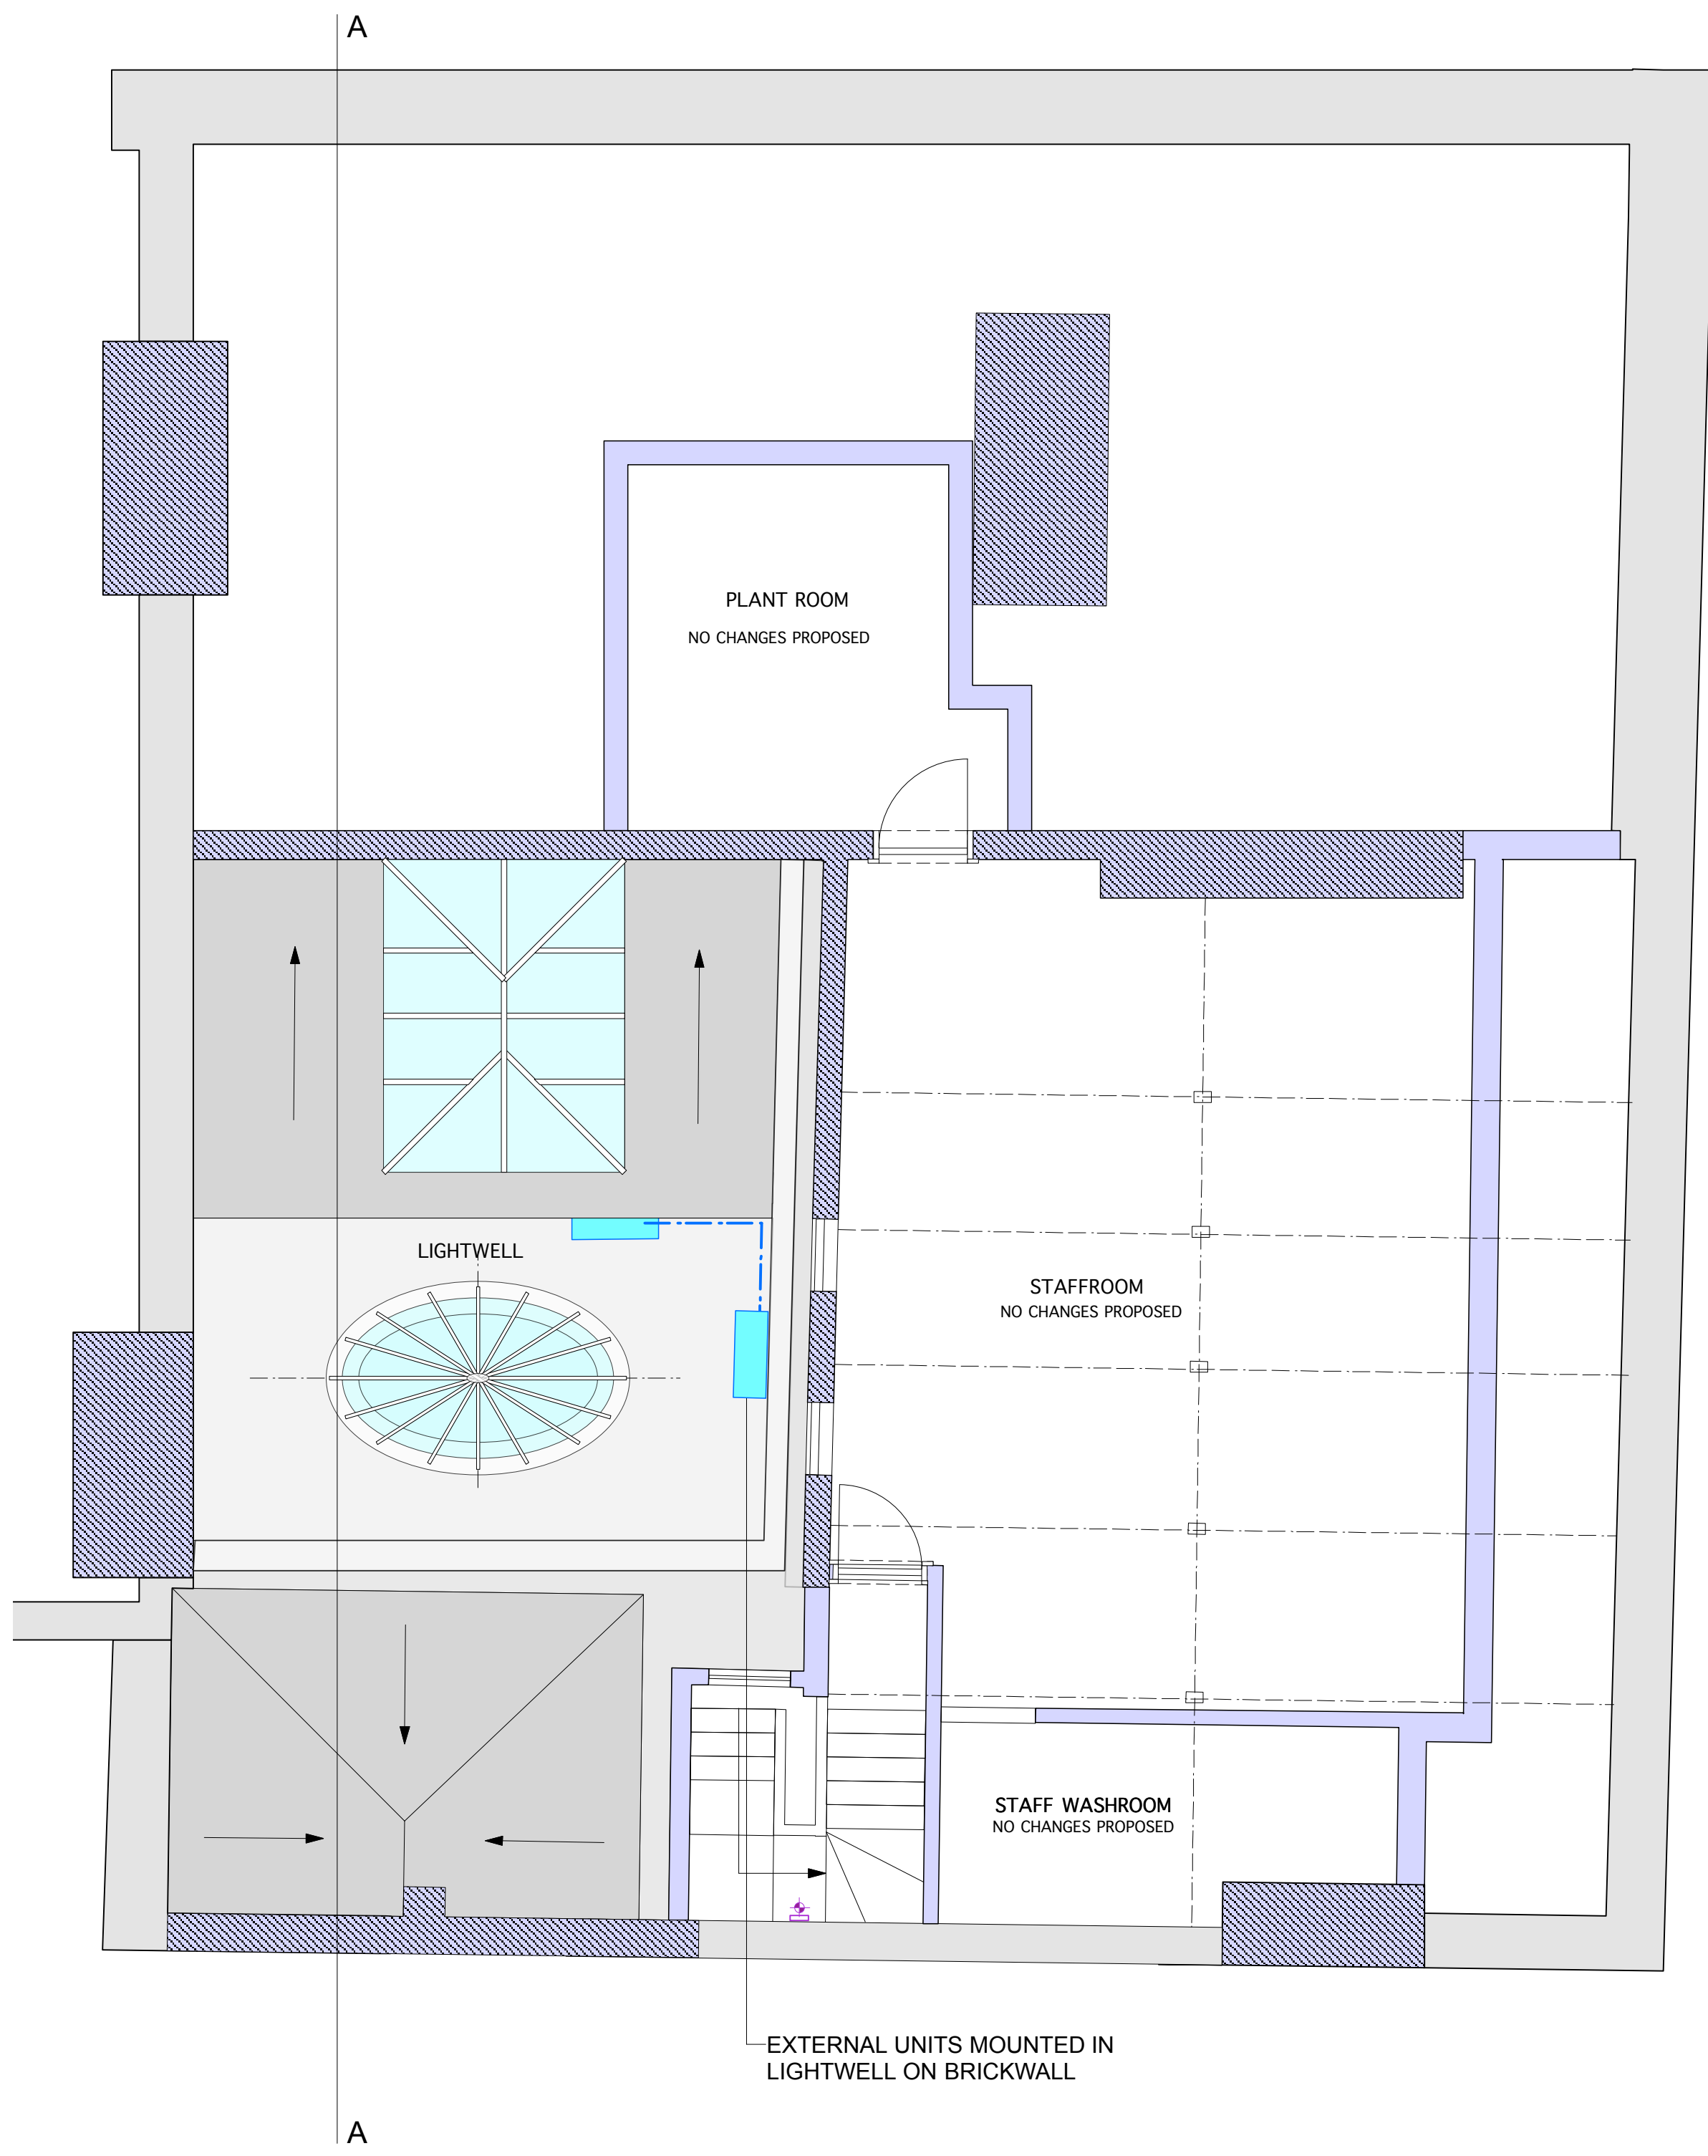 A
PLANT ROOM
NO CHANGES PROPOSED
LIGHTWELL
STAFFROOM
NO CHANGES PROPOSED
STAFF WASHROOM
NO CHANGES PROPOSED
EXTERNAL UNITS MOUNTED IN
LIGHTWELL ON BRICKWALL
A